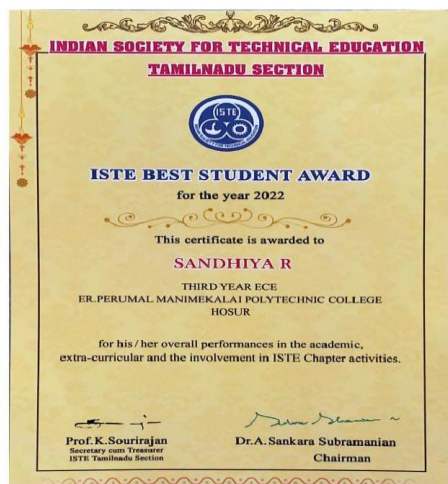 INDIAN SOCIETY FOR TECHNICAL EDUCATION
TAMILNADU SECTION
ISTE
ISTE BEST STUDENT AWARD
for the year 2022
This certificate is awarded to
SANDHIYA R
THIRD YEAR ECE
ER.PERUMAL MANIMEKALAI POLYTECHNIC COLLEGE
HOSUR
for his/her overall performances in the academic,
extra-curricular and the involvement in ISTE Chapter activities.
Prof.K.Sourirajan
Secretary cum Treasurer
ISTE Tamilnadu Section
Dr.A. Sankara Subramanian
Chairman